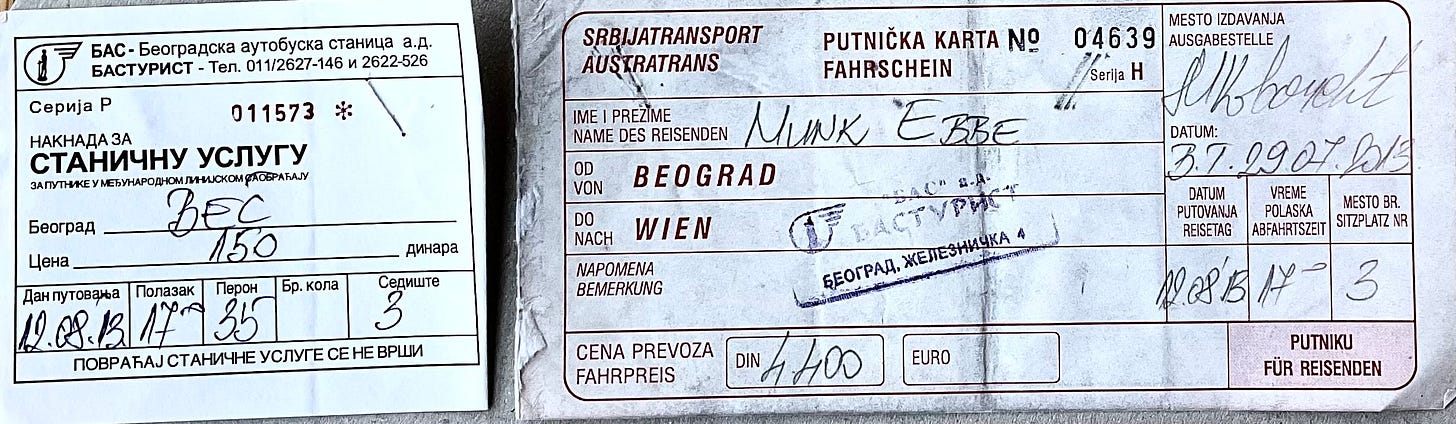 БАС - Београдска аутобуска станица а.д.
БАСТУРИСТ - Тел. 011/2627-146 и 2622-526
Серија Р
011573 *
НАКНАДА ЗА
СТАНИЧНУ УСЛУГУ
ЗА ПУТНИКЕ У МЕЂУНАРОДНОМ ЛИНИЈСКОМ САОБРАЋАЈУ
Београд БЕС
Цена 150 динара
Дан путовања Полазак Перон Бр. кола Седиште
12.08.13 17 35 3
ПОВРАЋАЈ СТАНИЧНЕ УСЛУГЕ СЕ НЕ ВРШИ
SRBIJATRANSPORT
AUSTRATRANS
PUTNIČKA KARTA № 04639
FAHRSCHEIN
Serija H
MESTO IZDAVANJA
AUSGABESTELLE
IME I PREZIME
NAME DES REISENDEN
MUNK EBBE
DATUM:
29.07.2013
OD
VON
BEOGRAD
DO
NACH
WIEN
DATUM PUTOVANJA REISETAG
VREME POLASKA ABFAHRTSZEIT
MESTO BR. SITZPLATZ NR
„БАС" а.д.
БАСТУРИСТ
БЕОГРАД, ЖЕЛЕЗНИЧКА 4
NAPOMENA
BEMERKUNG
12.08.13 17 3
CENA PREVOZA
FAHRPREIS
DIN 4400
EURO
PUTNIKU
FÜR REISENDEN